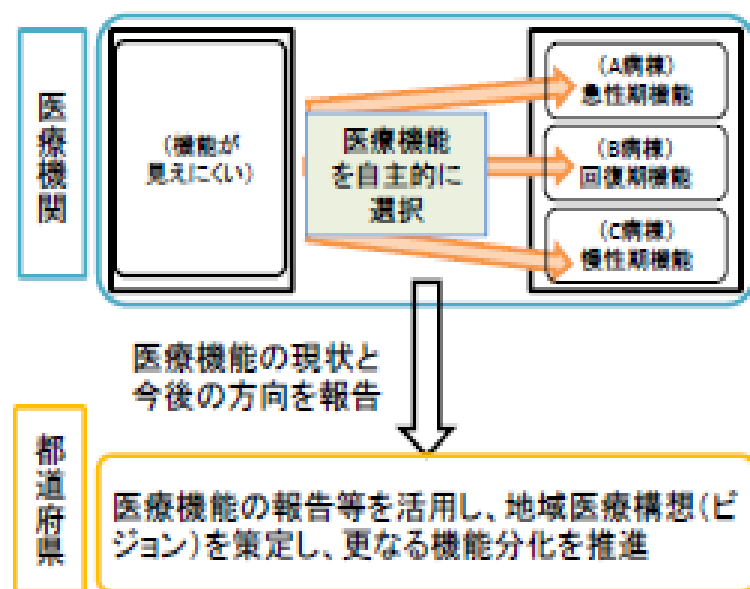 医療機関
(機能が
見えにくい)
医療機能
を自主的に
選択
(A病棟)
急性期機能
(B病棟)
回復期機能
(C病棟)
慢性期機能
医療機能の現状と
今後の方向を報告
都道府県
医療機能の報告等を活用し、地域医療構想(ビ
ジョン)を策定し、更なる機能分化を推進